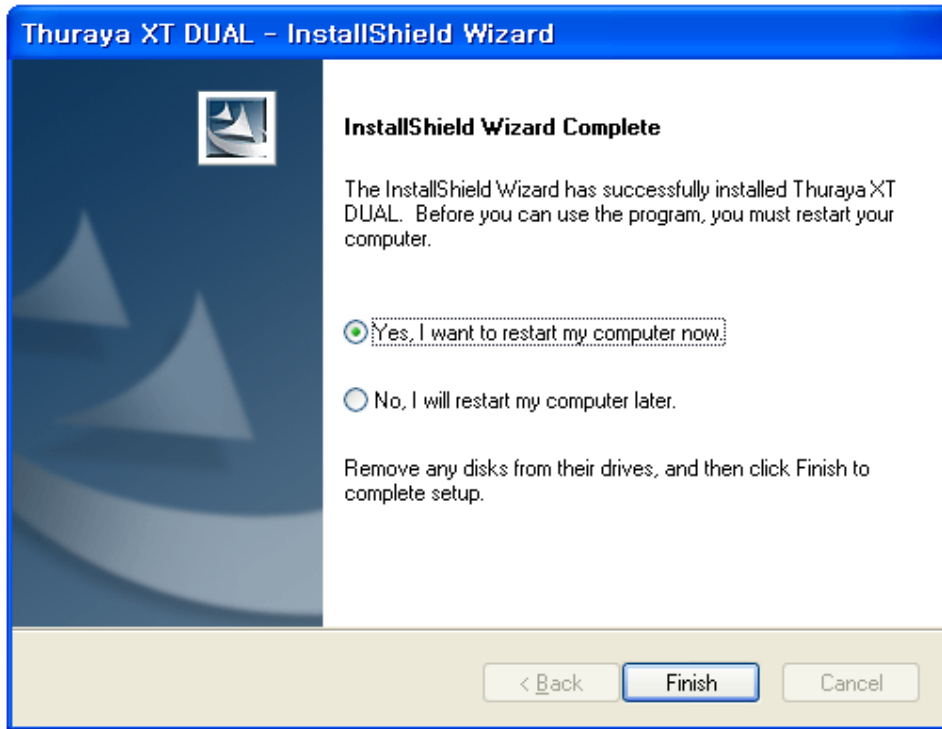 Thuraya XT DUAL - InstallShield Wizard
InstallShield Wizard Complete
The InstallShield Wizard has successfully installed Thuraya XT
DUAL.  Before you can use the program, you must restart your
computer.
Yes, I want to restart my computer now.
No, I will restart my computer later.
Remove any disks from their drives, and then click Finish to
complete setup.
< Back
Finish
Cancel